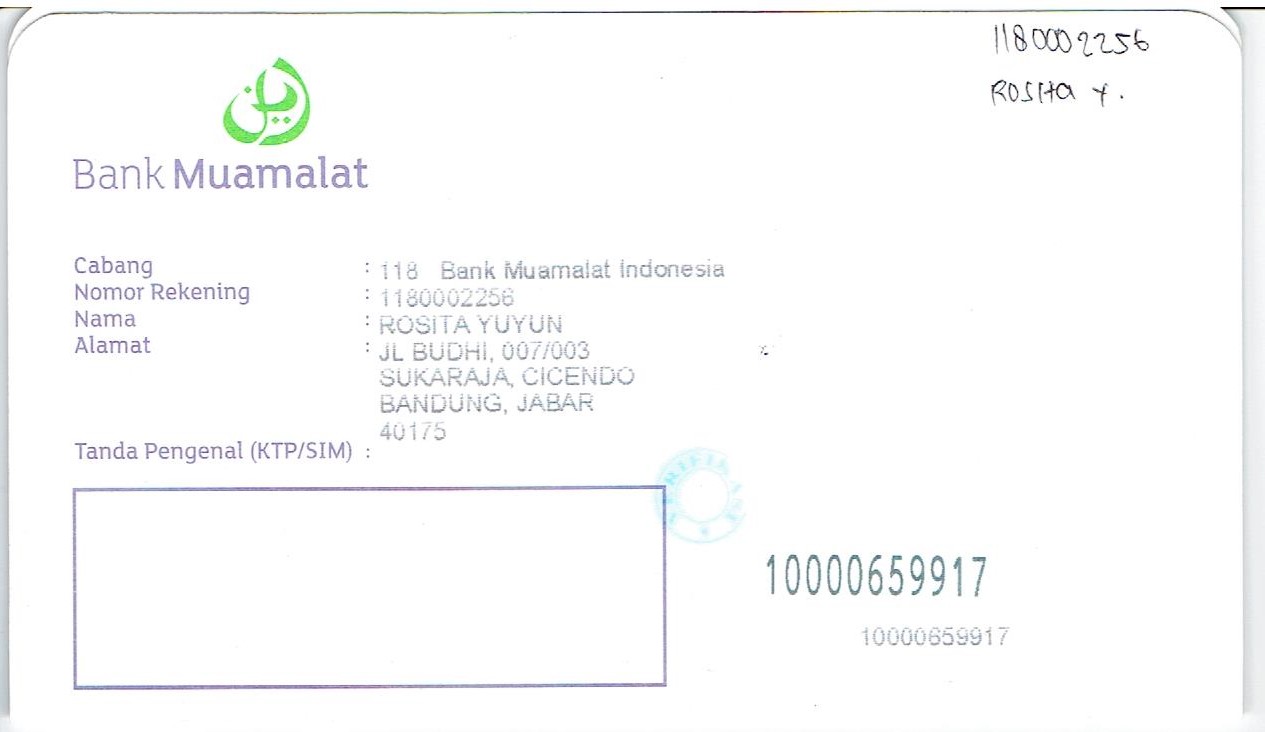 1180002256
ROSITA Y.
Bank Muamalat
Cabang : 118 Bank Muamalat Indonesia
Nomor Rekening : 1180002256
Nama : ROSITA YUYUN
Alamat : JL BUDHI, 007/003
SUKARAJA, CICENDO
BANDUNG, JABAR
40175
Tanda Pengenal (KTP/SIM) :
VERIFIKASI
10000659917
10000659917